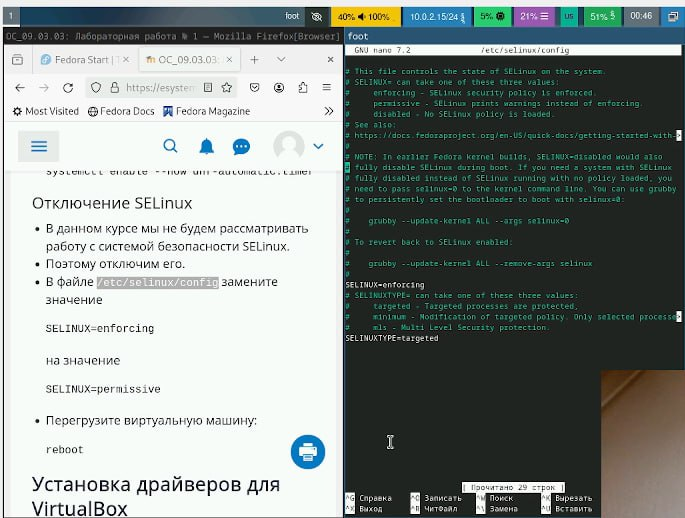 1
foot
40% 100%
10.0.2.15/24
5%
21%
us
51%
00:46
OC_09.03.03: Лабораторная работа № 1 — Mozilla Firefox[Browser]
Fedora Start | T
OC_09.03.03:
https://esystem
Most Visited
Fedora Docs
Fedora Magazine
systemctl enable --now dnf-automatic.timer
Отключение SELinux
• В данном курсе мы не будем рассматривать
работу с системой безопасности SELinux.
• Поэтому отключим его.
• В файле /etc/selinux/config замените
значение
SELINUX=enforcing
на значение
SELINUX=permissive
• Перегрузите виртуальную машину:
reboot
Установка драйверов для
VirtualBox
foot
GNU nano 7.2 /etc/selinux/config
# This file controls the state of SELinux on the system.
# SELINUX= can take one of these three values:
# enforcing - SELinux security policy is enforced.
# permissive - SELinux prints warnings instead of enforcing.
# disabled - No SELinux policy is loaded.
# See also:
# https://docs.fedoraproject.org/en-US/quick-docs/getting-started-with->
#
# NOTE: In earlier Fedora kernel builds, SELINUX=disabled would also
# fully disable SELinux during boot. If you need a system with SELinux
# fully disabled instead of SELinux running with no policy loaded, you
# need to pass selinux=0 to the kernel command line. You can use grubby
# to persistently set the bootloader to boot with selinux=0:
#
# grubby --update-kernel ALL --args selinux=0
#
# To revert back to SELinux enabled:
#
# grubby --update-kernel ALL --remove-args selinux
#
SELINUX=enforcing
# SELINUXTYPE= can take one of these three values:
# targeted - Targeted processes are protected,
# minimum - Modification of targeted policy. Only selected processe>
# mls - Multi Level Security protection.
SELINUXTYPE=targeted
[ Прочитано 29 строк ]
^G Справка ^O Записать ^W Поиск ^K Вырезать
^X Выход ^R ЧитФайл ^\ Замена ^U Вставить